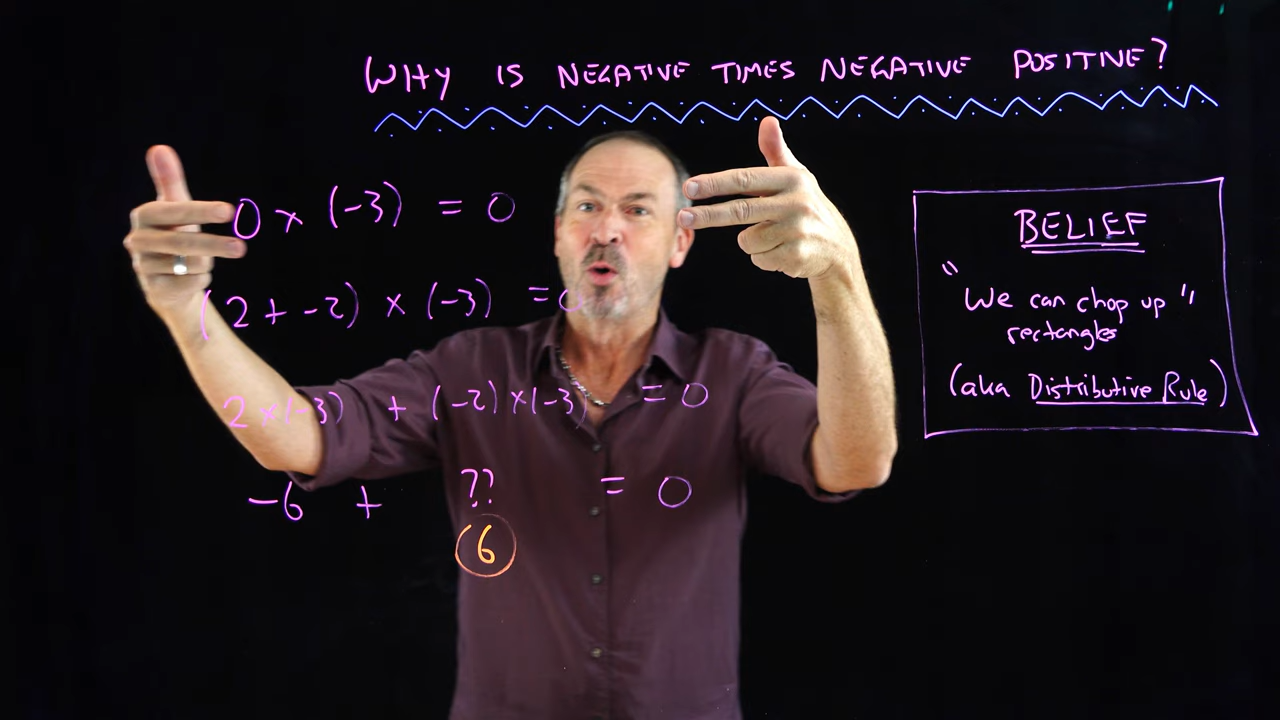 WHY IS NEGATIVE TIMES NEGATIVE POSITIVE?
0 × (-3) = 0
(2 + -2) × (-3) = 0
2×(-3) + (-2)×(-3) = 0
-6 + ?? = 0
6
BELIEF
"We can chop up"
rectangles
(aka Distributive Rule)